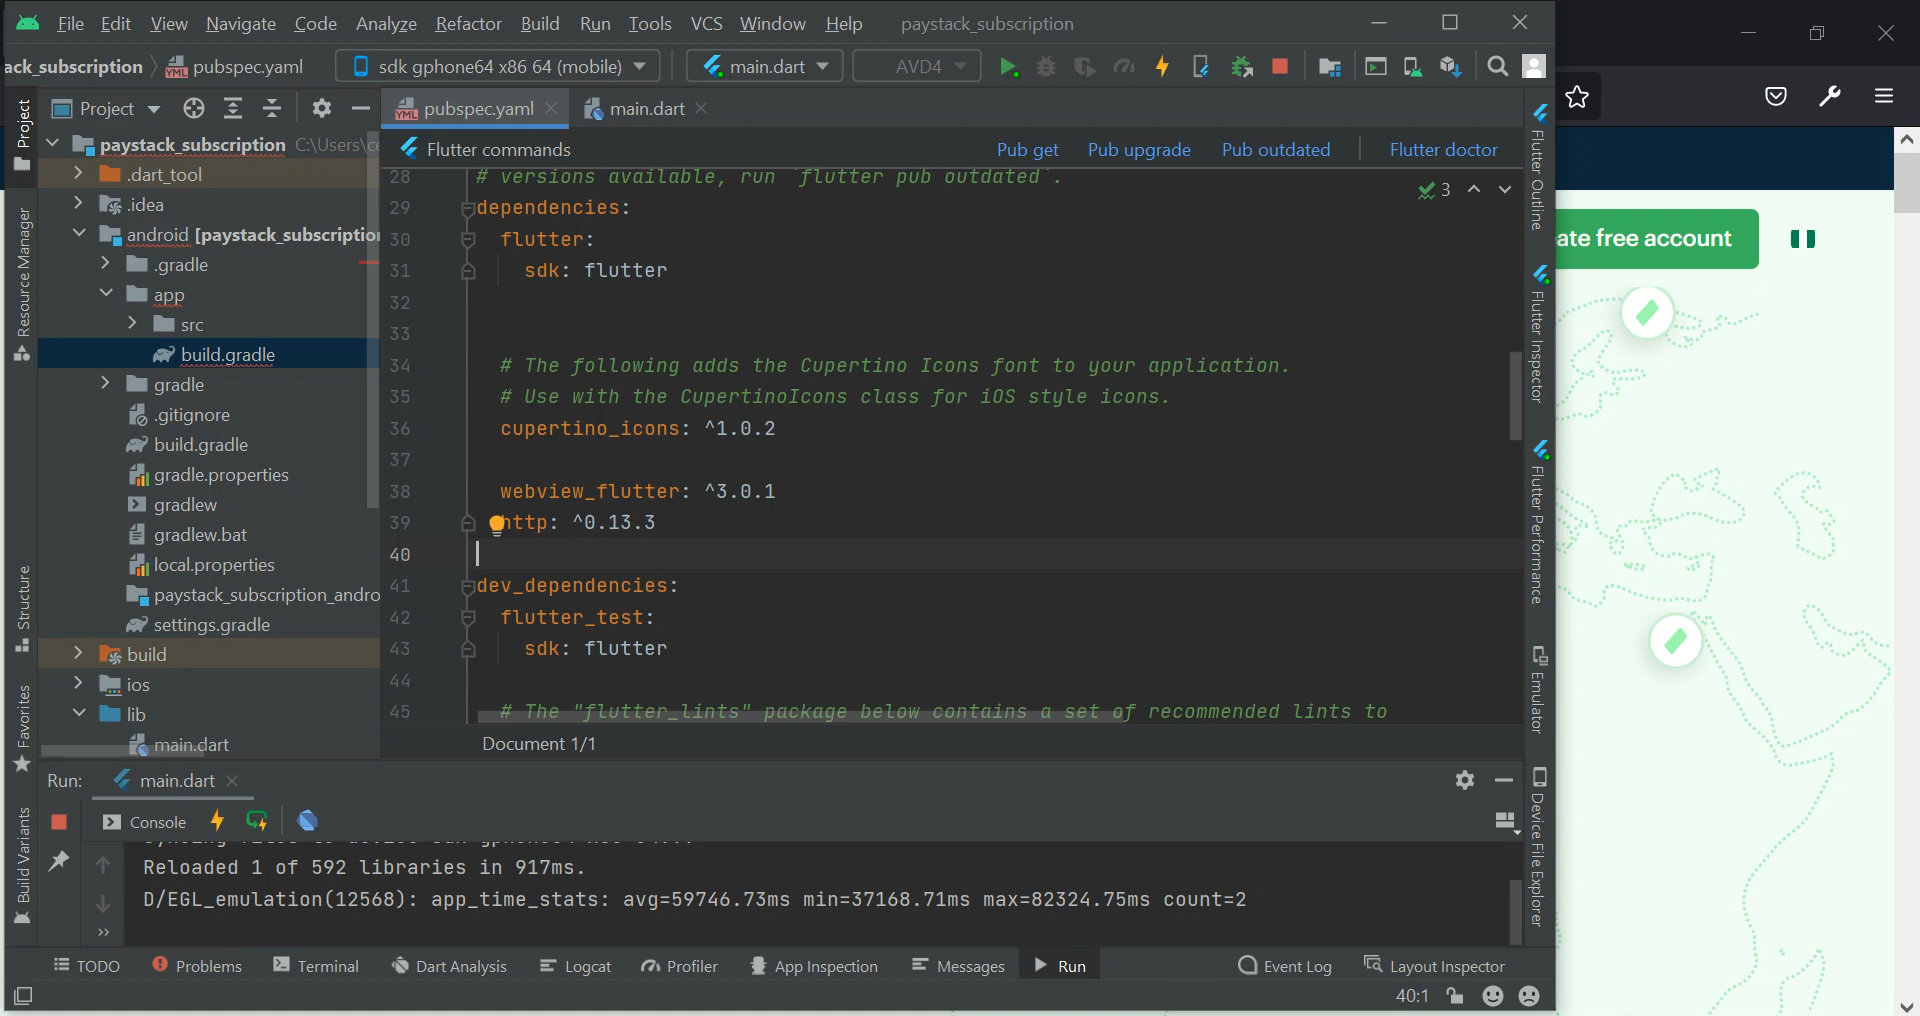 File Edit View Navigate Code Analyze Refactor Build Run Tools VCS Window Help paystack_subscription
ack_subscription pubspec.yaml sdk gphone64 x86 64 (mobile) main.dart AVD4
Project
pubspec.yaml main.dart
Flutter commands Pub get Pub upgrade Pub outdated Flutter doctor
paystack_subscription C:\Users\ce
.dart_tool
.idea
android [paystack_subscription
.gradle
app
src
build.gradle
gradle
.gitignore
build.gradle
gradle.properties
gradlew
gradlew.bat
local.properties
paystack_subscription_andro
settings.gradle
build
ios
lib
main.dart
3
28 # versions available, run `flutter pub outdated`.
29 dependencies:
30 flutter:
31 sdk: flutter
32
33
34 # The following adds the Cupertino Icons font to your application.
35 # Use with the CupertinoIcons class for iOS style icons.
36 cupertino_icons: ^1.0.2
37
38 webview_flutter: ^3.0.1
39 http: ^0.13.3
40
41 dev_dependencies:
42 flutter_test:
43 sdk: flutter
44
45 # The "flutter_lints" package below contains a set of recommended lints to
Document 1/1
Project
Resource Manager
Structure
Favorites
Build Variants
Flutter Outline
Flutter Inspector
Flutter Performance
Emulator
Device File Explorer
ate free account
Run: main.dart
Console
Reloaded 1 of 592 libraries in 917ms.
D/EGL_emulation(12568): app_time_stats: avg=59746.73ms min=37168.71ms max=82324.75ms count=2
TODO Problems Terminal Dart Analysis Logcat Profiler App Inspection Messages Run Event Log Layout Inspector
40:1